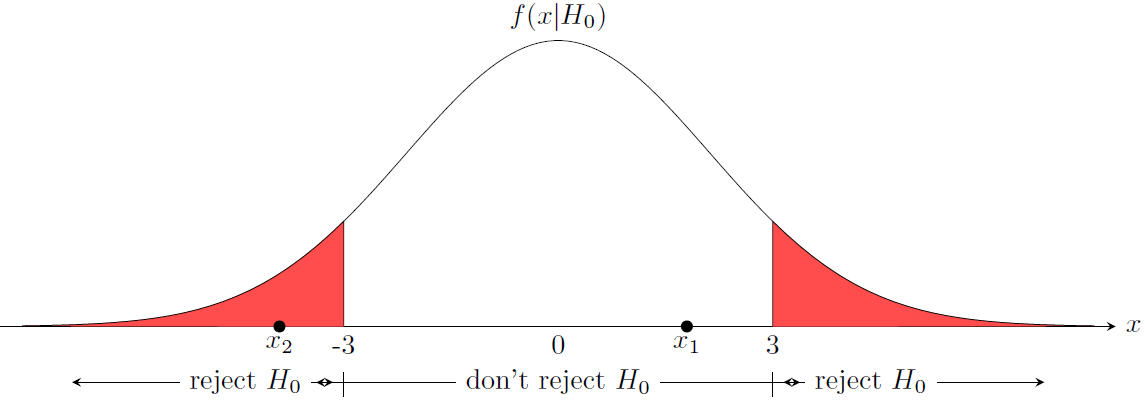 f(x|H₀)
x
x₂ -3 0 x₁ 3
reject H₀ don't reject H₀ reject H₀